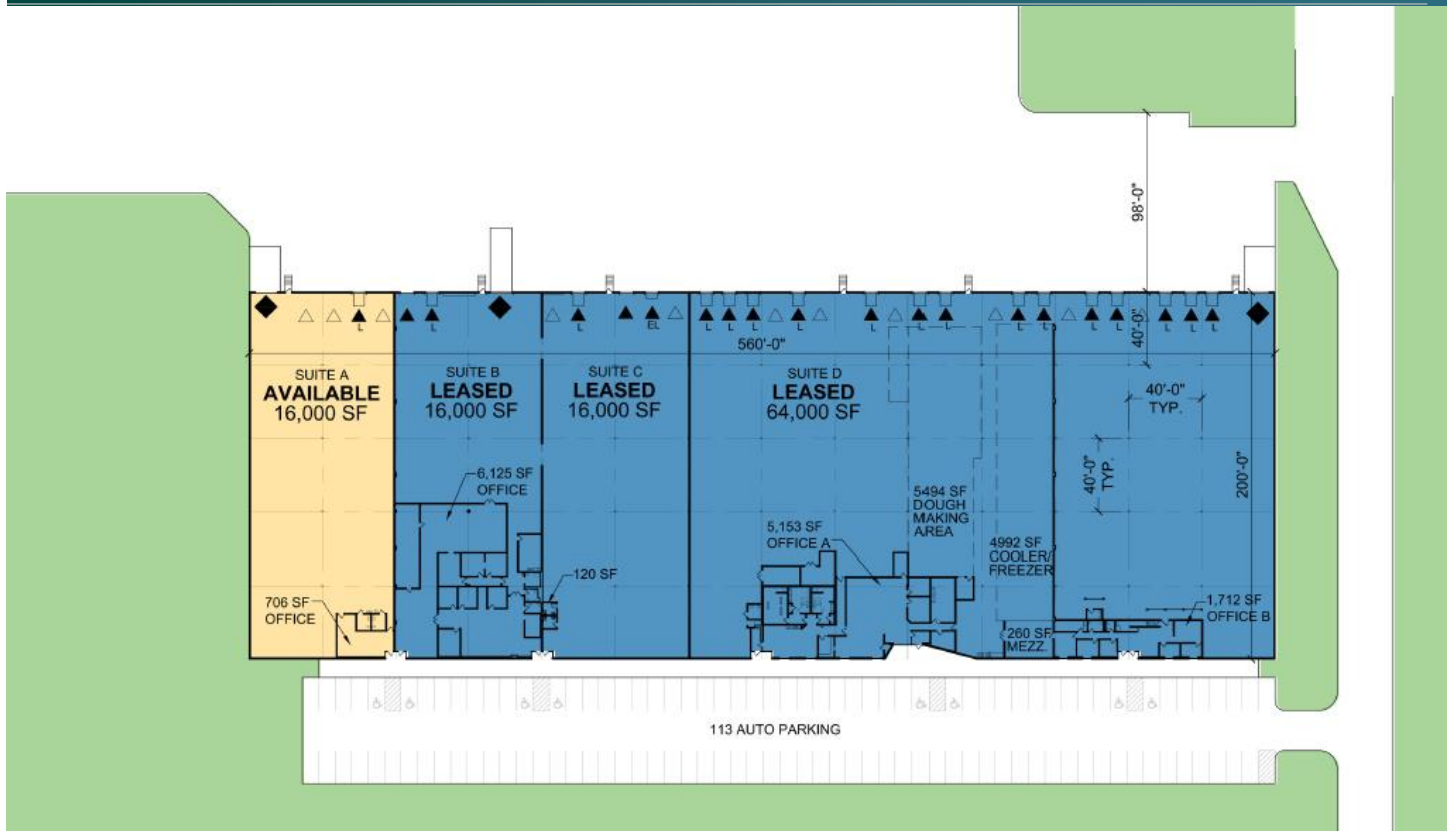 98'-0"
L
L
L
EL
L
L
L
L
L
L
L
L
L
L
L
L
L
L
560'-0"
40'-0"
SUITE A
AVAILABLE
16,000 SF
SUITE B
LEASED
16,000 SF
SUITE C
LEASED
16,000 SF
SUITE D
LEASED
64,000 SF
40'-0"
TYP.
40'-0"
TYP.
200'-0"
6,125 SF
OFFICE
5494 SF
DOUGH
MAKING
AREA
5,153 SF
OFFICE A
4992 SF
COOLER/
FREEZER
120 SF
706 SF
OFFICE
1,712 SF
OFFICE B
260 SF
MEZZ.
113 AUTO PARKING